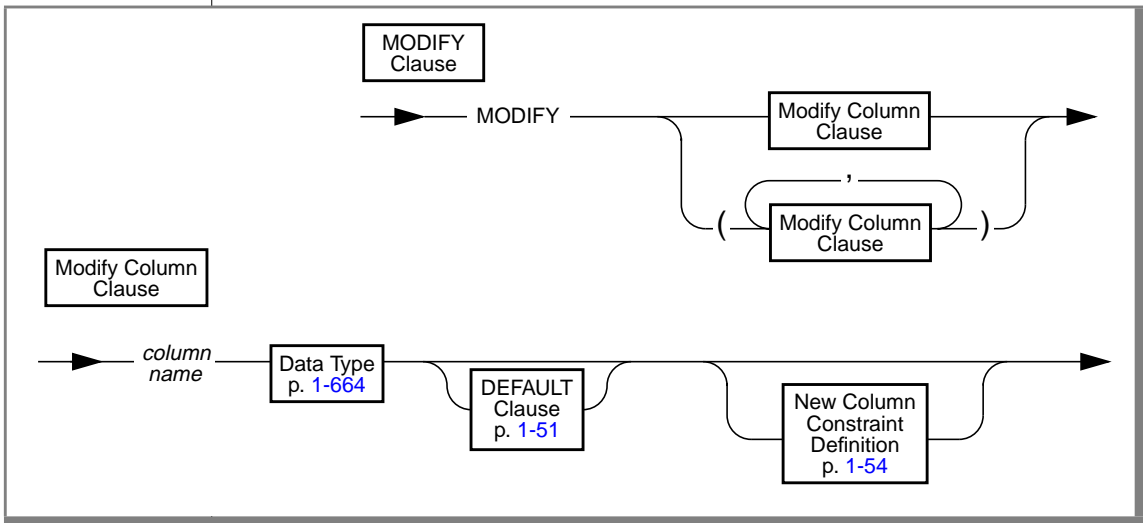 MODIFY
Clause
MODIFY
Modify Column
Clause
,
(
Modify Column
Clause
)
Modify Column
Clause
column
name
Data Type
p. 1-664
DEFAULT
Clause
p. 1-51
New Column
Constraint
Definition
p. 1-54